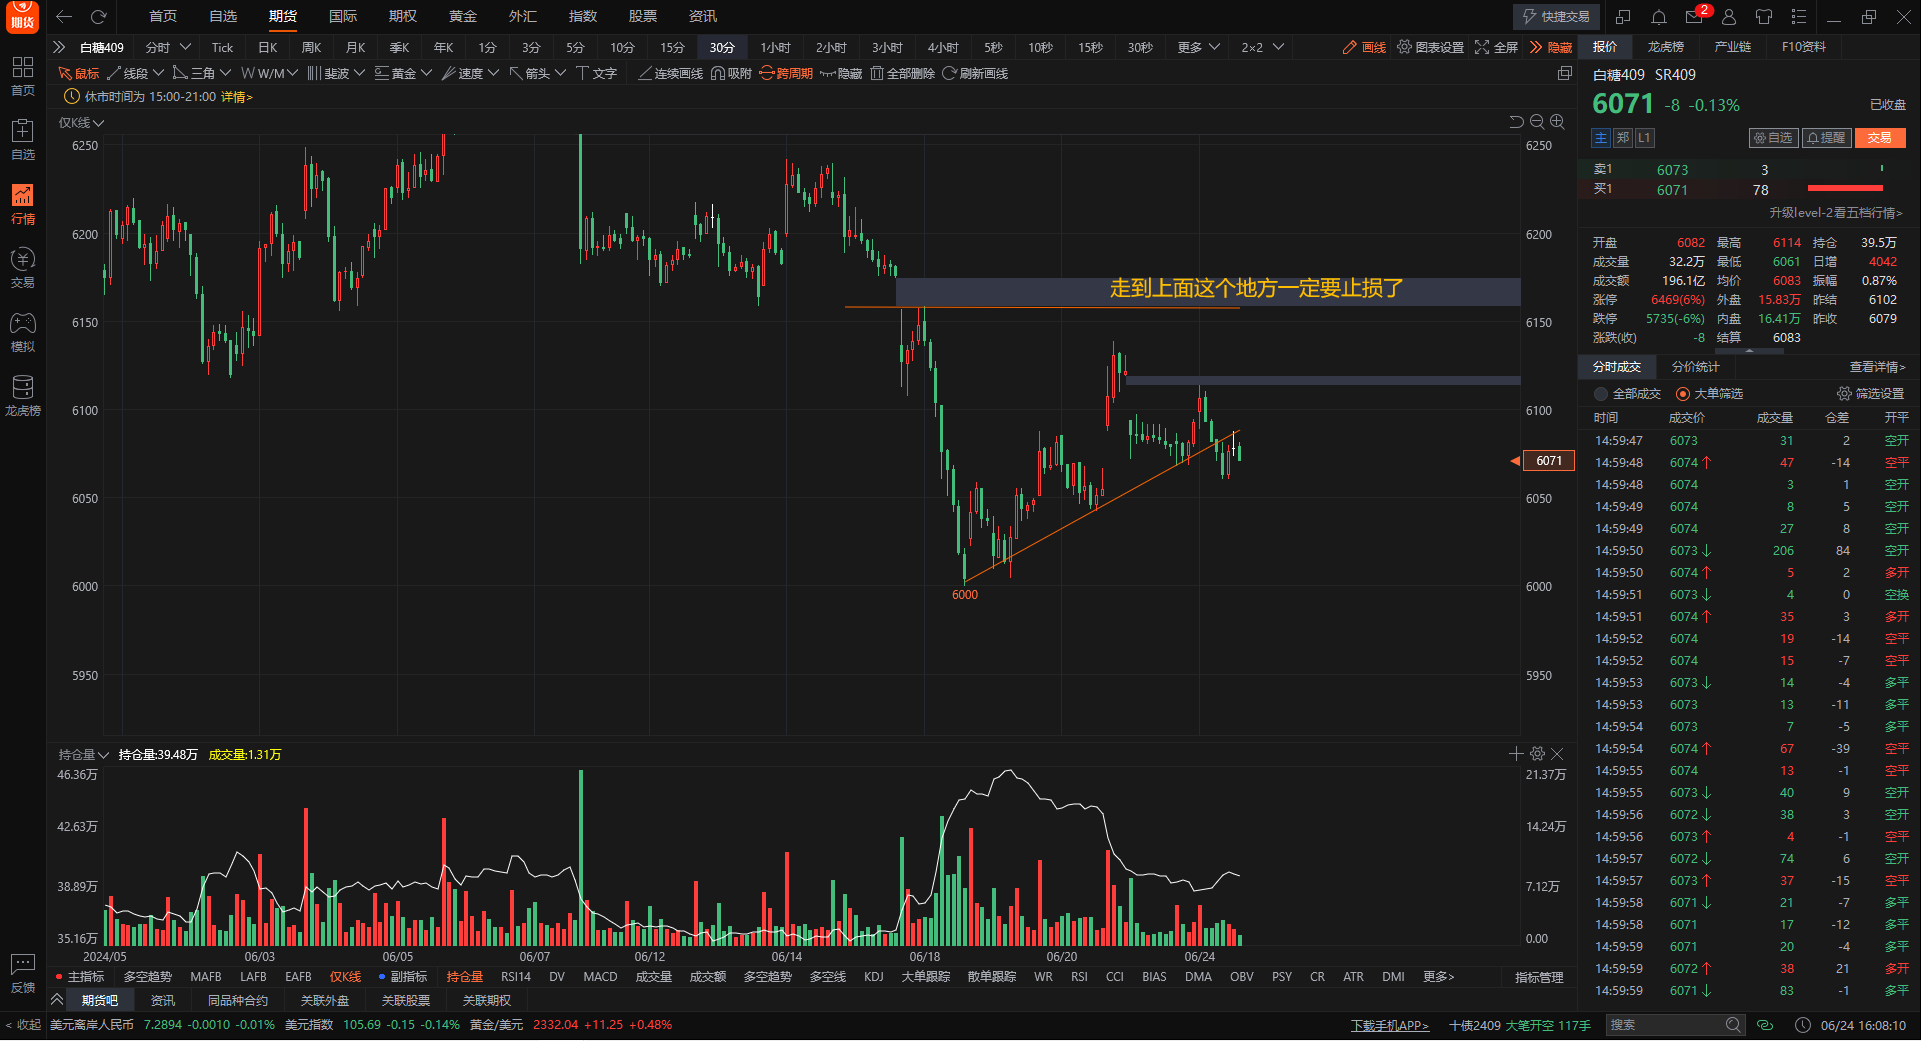 期货 首页 自选 期货 国际 期权 黄金 外汇 指数 股票 资讯 快捷交易 2
白糖409 分时 Tick 日K 周K 月K 季K 年K 1分 3分 5分 10分 15分 30分 1小时 2小时 3小时 4小时 5秒 10秒 15秒 30秒 更多 2×2 画线 图表设置 全屏 隐藏
鼠标 线段 三角 W/M 斐波 黄金 速度 箭头 文字 连续画线 吸附 跨周期 隐藏 全部删除 刷新画线
休市时间为 15:00-21:00 详情>
仅K线
首页
自选
行情
交易
模拟
龙虎榜
反馈
6250 6250
6200 6200
走到上面这个地方一定要止损了
6150 6150
6100 6100
6071
6050 6050
6000 6000
6000
5950 5950
持仓量 持仓量:39.48万 成交量:1.31万
46.36万 21.37万
42.63万 14.24万
38.89万 7.12万
35.16万 0.00
2024/05 06/03 06/05 06/07 06/12 06/14 06/18 06/20 06/24
主指标 多空趋势 MAFB LAFB EAFB 仅K线 副指标 持仓量 RSI14 DV MACD 成交量 成交额 多空趋势 多空线 KDJ 大单跟踪 散单跟踪 WR RSI CCI BIAS DMA OBV PSY CR ATR DMI 更多> 指标管理
期货吧 资讯 同品种合约 关联外盘 关联股票 关联期权
< 收起 美元离岸人民币 7.2894 -0.0010 -0.01% 美元指数 105.69 -0.15 -0.14% 黄金/美元 2332.04 +11.25 +0.48% 下载手机APP> 十债2409 大笔开空 117手 搜索 06/24 16:08:10
报价 龙虎榜 产业链 F10资料
白糖409 SR409
6071 -8 -0.13% 已收盘
主 郑 L1 自选 提醒 交易
卖1 6073 3
买1 6071 78
升级level-2看五档行情>
开盘 6082 最高 6114 持仓 39.5万
成交量 32.2万 最低 6061 日增 4042
成交额 196.1亿 均价 6083 振幅 0.87%
涨停 6469(6%) 外盘 15.83万 昨结 6102
跌停 5735(-6%) 内盘 16.41万 昨收 6079
涨跌(收) -8 结算 6083
分时成交 分价统计 查看详情>
全部成交 大单筛选 筛选设置
时间 成交价 成交量 仓差 开平
14:59:47 6073 31 2 空开
14:59:48 6074↑ 47 -14 空平
14:59:48 6074 3 1 空开
14:59:49 6074 8 5 空开
14:59:49 6074 27 8 空开
14:59:50 6073↓ 206 84 空开
14:59:50 6074↑ 5 2 多开
14:59:51 6073↓ 4 0 空换
14:59:51 6074↑ 35 3 多开
14:59:52 6074 19 -14 空平
14:59:52 6074 15 -7 空平
14:59:53 6073↓ 14 -4 多平
14:59:53 6073 13 -11 多平
14:59:54 6073 7 -5 多平
14:59:54 6074↑ 67 -39 空平
14:59:55 6074 13 -1 空平
14:59:55 6073↓ 40 9 空开
14:59:56 6072↓ 38 3 空开
14:59:56 6073↑ 4 -1 空平
14:59:57 6072↓ 74 6 空开
14:59:57 6073↑ 37 -15 空平
14:59:58 6071↓ 21 -7 多平
14:59:58 6071 17 -12 多平
14:59:59 6071 20 -4 多平
14:59:59 6072↑ 38 21 多开
14:59:59 6071↓ 83 -1 多平